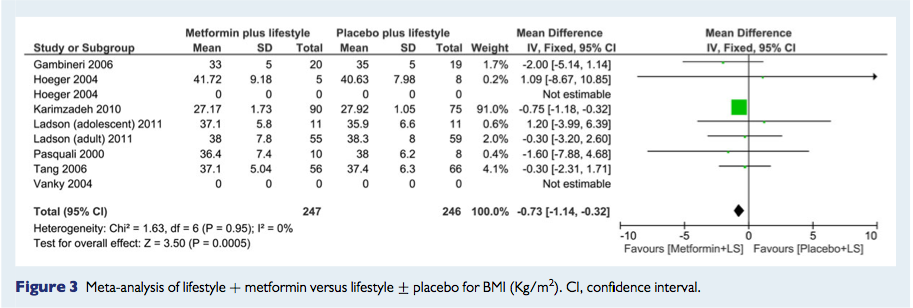 Metformin plus lifestyle Placebo plus lifestyle Mean Difference Mean Difference
Study or Subgroup Mean SD Total Mean SD Total Weight IV, Fixed, 95% CI IV, Fixed, 95% CI
Gambineri 2006 33 5 20 35 5 19 1.7% -2.00 [-5.14, 1.14]
Hoeger 2004 41.72 9.18 5 40.63 7.98 8 0.2% 1.09 [-8.67, 10.85]
Hoeger 2004 0 0 0 0 0 0 Not estimable
Karimzadeh 2010 27.17 1.73 90 27.92 1.05 75 91.0% -0.75 [-1.18, -0.32]
Ladson (adolescent) 2011 37.1 5.8 11 35.9 6.6 11 0.6% 1.20 [-3.99, 6.39]
Ladson (adult) 2011 38 7.8 55 38.3 8 59 2.0% -0.30 [-3.20, 2.60]
Pasquali 2000 36.4 7.4 10 38 6.2 8 0.4% -1.60 [-7.88, 4.68]
Tang 2006 37.1 5.04 56 37.4 6.3 66 4.1% -0.30 [-2.31, 1.71]
Vanky 2004 0 0 0 0 0 0 Not estimable
Total (95% CI) 247 246 100.0% -0.73 [-1.14, -0.32]
Heterogeneity: Chi² = 1.63, df = 6 (P = 0.95); I² = 0%
Test for overall effect: Z = 3.50 (P = 0.0005)
-10 -5 0 5 10
Favours [Metformin+LS] Favours [Placebo+LS]
Figure 3 Meta-analysis of lifestyle + metformin versus lifestyle ± placebo for BMI (Kg/m²). CI, confidence interval.